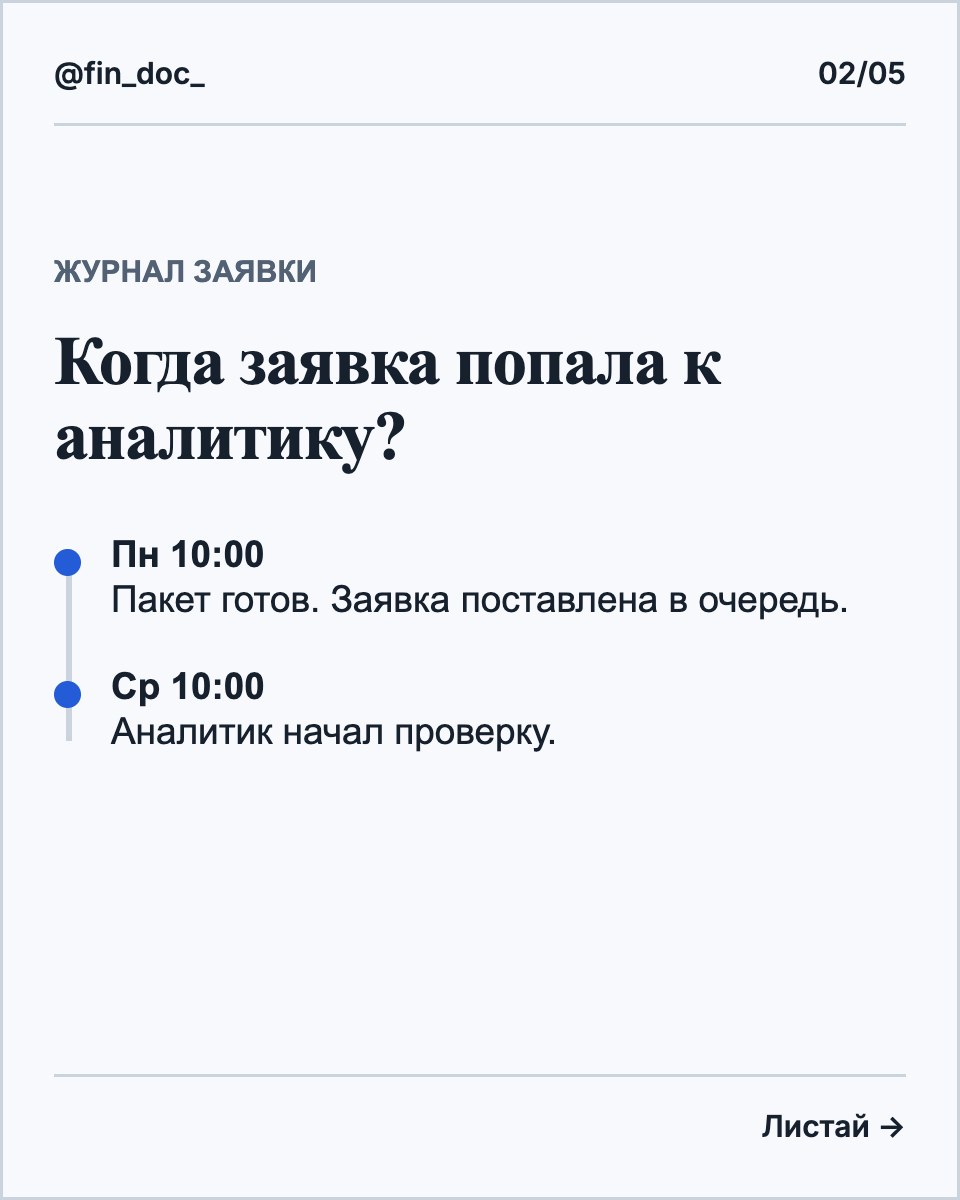 @fin_doc_
02/05
ЖУРНАЛ ЗАЯВКИ
Когда заявка попала к
аналитику?
Пн 10:00
Пакет готов. Заявка поставлена в очередь.
Ср 10:00
Аналитик начал проверку.
Листай →